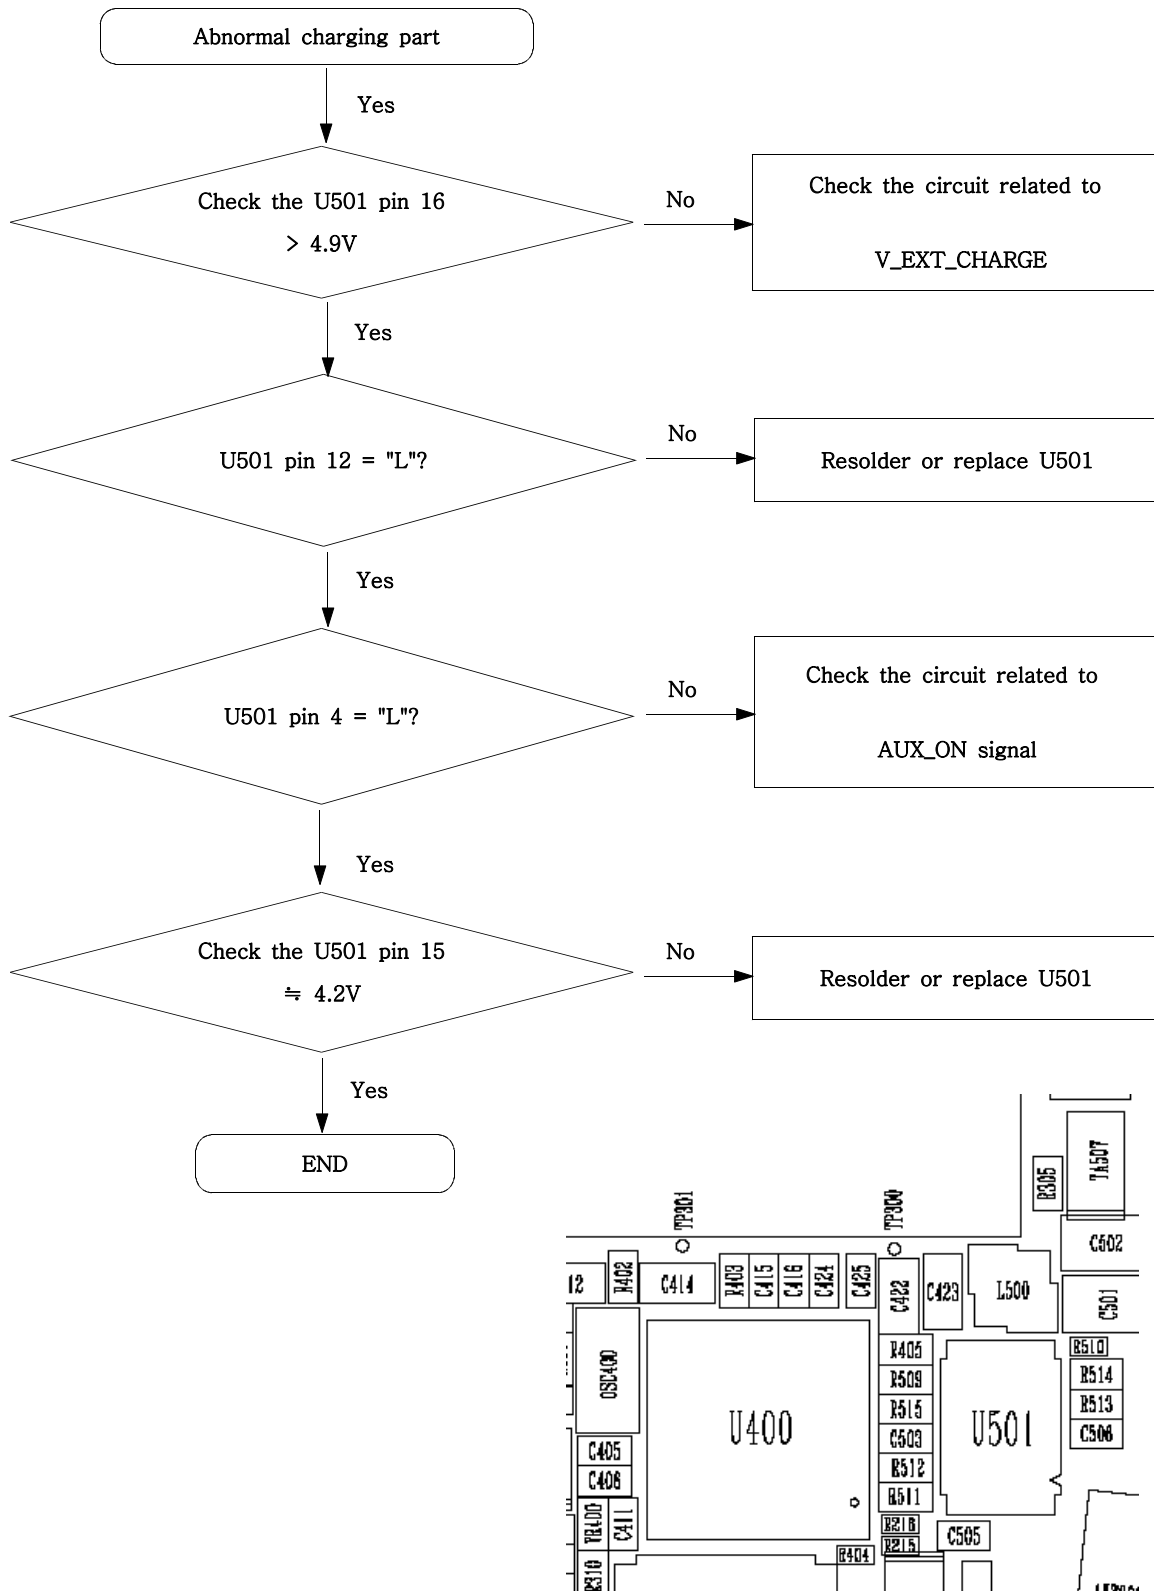 Abnormal charging part
Yes
Check the U501 pin 16
> 4.9V
No
Check the circuit related to
V_EXT_CHARGE
Yes
U501 pin 12 = "L"?
No
Resolder or replace U501
Yes
U501 pin 4 = "L"?
No
Check the circuit related to
AUX_ON signal
Yes
Check the U501 pin 15
≒ 4.2V
No
Resolder or replace U501
Yes
END
TP301
TP300
R305
TA507
C502
12
R402
C414
R403
C415
C416
C424
C425
C422
C423
L500
C501
OSC400
U400
R405
R509
R515
C503
R512
R511
U501
R510
R514
R513
C506
C405
C406
VR400
C411
R310
R404
R216
R215
C505